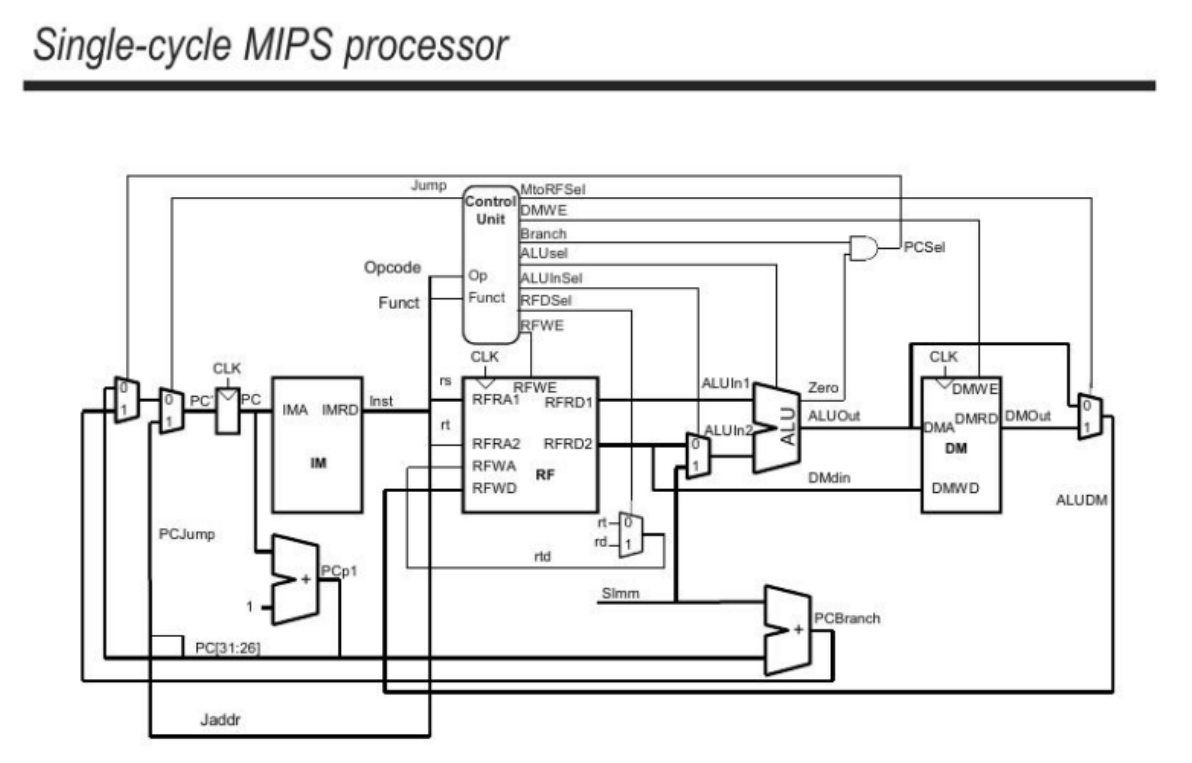 Single-cycle MIPS processor
Jump
MtoRFSel
Control
Unit
DMWE
Branch
PCSel
ALUsel
Opcode
Op
ALUInSel
Funct
Funct
RFDSel
RFWE
CLK
CLK
CLK
0
1
0
1
PC'
PC
IMA
IMRD
IM
Inst
rs
rt
RFRA1
RFWE
RFRD1
RFRA2
RFRD2
RFWA
RF
RFWD
ALUIn1
ALUIn2
0
1
ALU
Zero
ALUOut
DMWE
DMA
DMRD
DM
DMWD
DMOut
0
1
DMdin
ALUDM
rt
0
rd
1
rtd
PCJump
+
PCp1
1
SImm
PCBranch
+
PC[31:26]
Jaddr